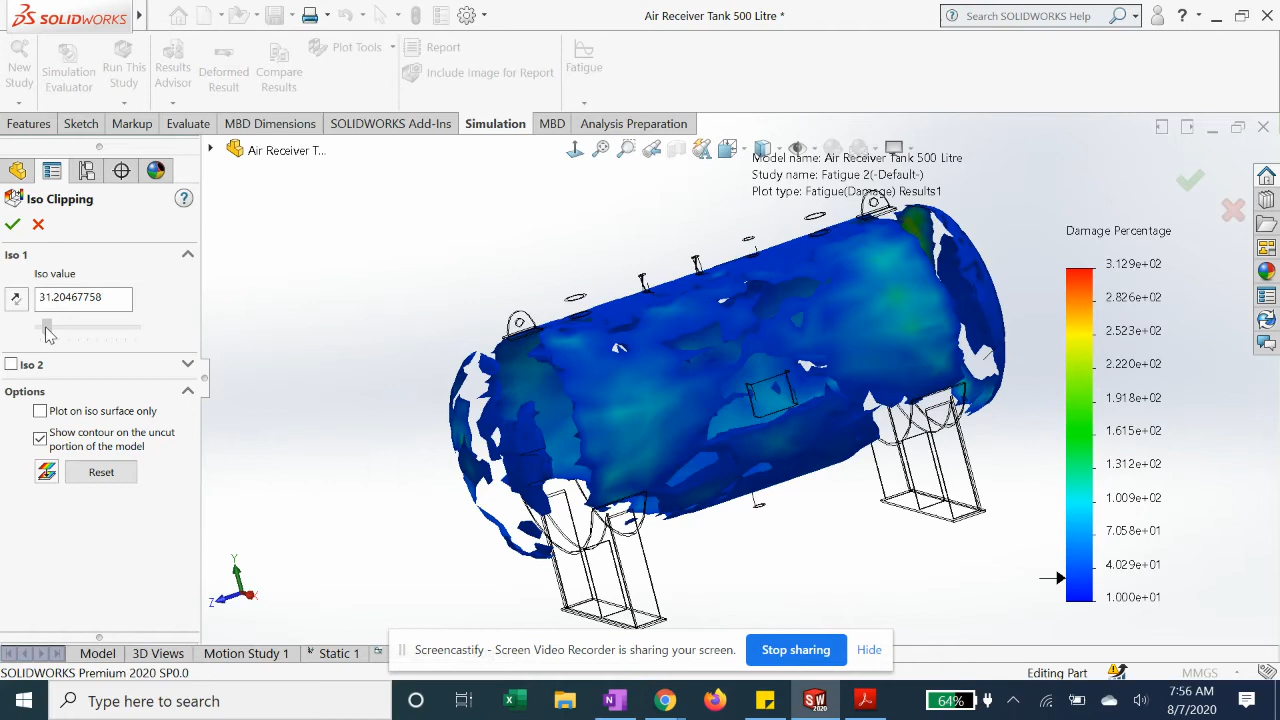 SOLIDWORKS
Air Receiver Tank 500 Litre *
Search SOLIDWORKS Help
?
New Study
Simulation Evaluator
Run This Study
Results Advisor
Deformed Result
Compare Results
Plot Tools
Report
Include Image for Report
Fatigue
Features
Sketch
Markup
Evaluate
MBD Dimensions
SOLIDWORKS Add-Ins
Simulation
MBD
Analysis Preparation
Air Receiver T...
Model name: Air Receiver Tank 500 Litre
Study name: Fatigue 2(-Default-)
Plot type: Fatigue(Damage) Results1
Iso Clipping
?
Iso 1
Iso value
31.20467758
Iso 2
Options
Plot on iso surface only
Show contour on the uncut
portion of the model
Reset
Damage Percentage
3.129e+02
2.826e+02
2.523e+02
2.221e+02
1.918e+02
1.615e+02
1.312e+02
1.009e+02
7.058e+01
4.029e+01
1.000e+01
Y
Z
X
Screencastify - Screen Video Recorder is sharing your screen.
Stop sharing
Hide
Model
3D Views
Motion Study 1
Static 1
SOLIDWORKS Premium 2020 SP0.0
Editing Part
MMGS
Type here to search
SW
2020
64%
7:56 AM
8/7/2020